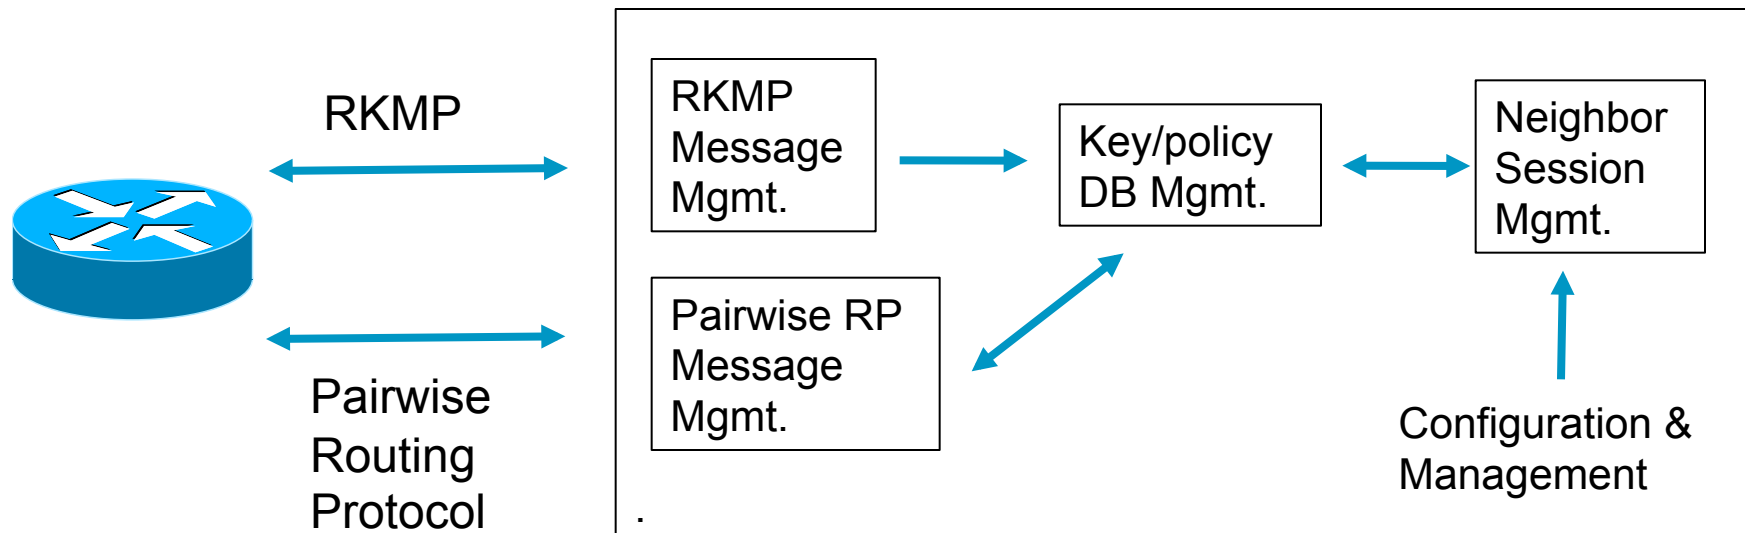 RKMP
Pairwise
Routing
Protocol
RKMP
Message
Mgmt.
Pairwise RP
Message
Mgmt.
Key/policy
DB Mgmt.
Neighbor
Session
Mgmt.
Configuration &
Management
.